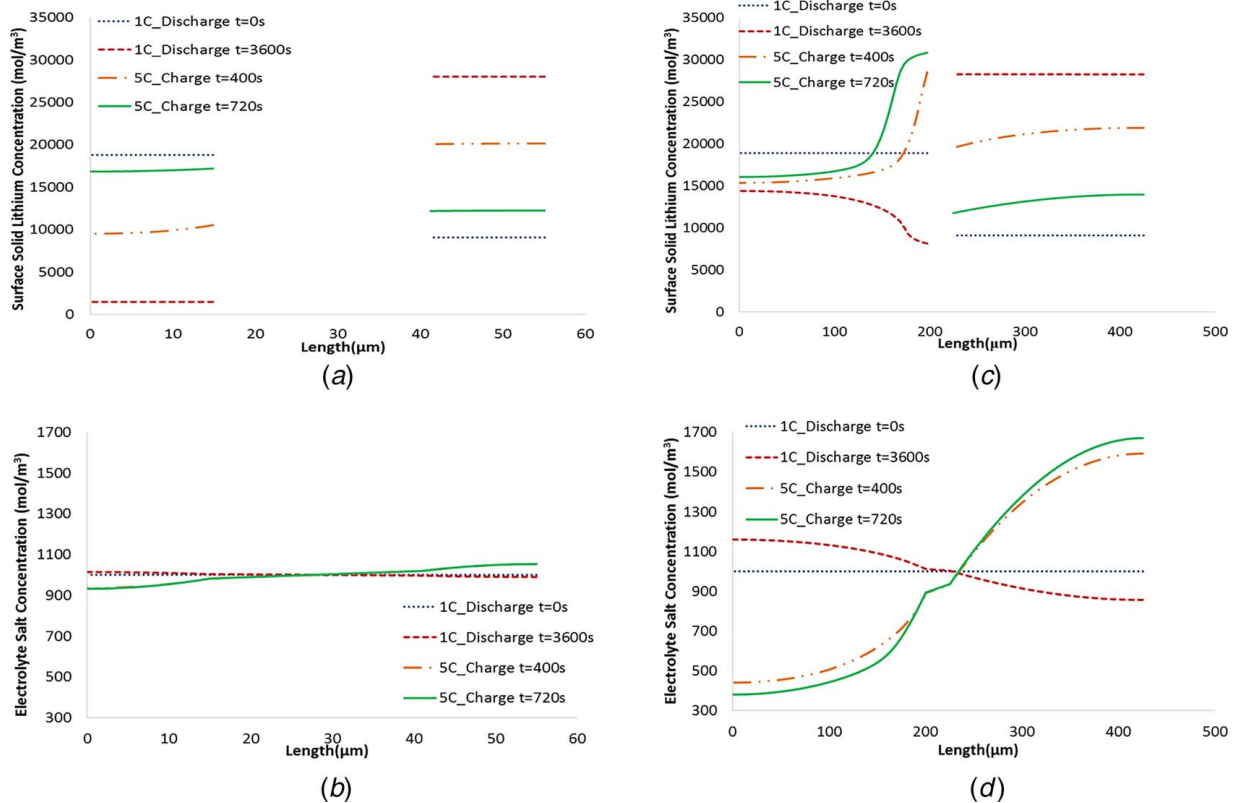 1C_Discharge t=0s
1C_Discharge t=3600s
5C_Charge t=400s
5C_Charge t=720s
Surface Solid Lithium Concentration (mol/m³)
35000
30000
25000
20000
15000
10000
5000
0
0 10 20 30 40 50 60
Length(µm)
(a)
1C_Discharge t=0s
1C_Discharge t=3600s
5C_Charge t=400s
5C_Charge t=720s
Surface Solid Lithium Concentration (mol/m³)
35000
30000
25000
20000
15000
10000
5000
0
0 100 200 300 400 500
Length(µm)
(c)
Electrolyte Salt Concentration (mol/m³)
1700
1500
1300
1100
900
700
500
300
1C_Discharge t=0s
1C_Discharge t=3600s
5C_Charge t=400s
5C_Charge t=720s
0 10 20 30 40 50 60
Length(µm)
(b)
1C_Discharge t=0s
1C_Discharge t=3600s
5C_Charge t=400s
5C_Charge t=720s
Electrolyte Salt Concentration (mol/m³)
1700
1500
1300
1100
900
700
500
300
0 100 200 300 400 500
Length(µm)
(d)